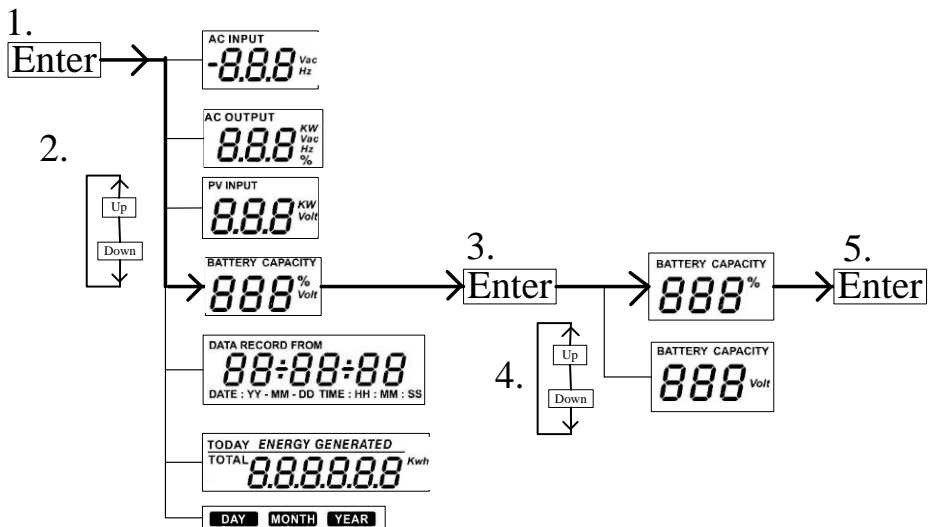 1.
Enter
AC INPUT
-8.8.8 Vac
Hz
AC OUTPUT
8.8.8 KW
Vac
Hz
%
2.
Up
Down
PV INPUT
8.8.8 KW
Volt
BATTERY CAPACITY
888 %
Volt
3.
Enter
BATTERY CAPACITY
888 %
5.
Enter
4.
Up
Down
BATTERY CAPACITY
888 Volt
DATA RECORD FROM
88:88:88
DATE : YY - MM - DD TIME : HH : MM : SS
TODAY ENERGY GENERATED
TOTAL 8.8.8.8.8.8 Kwh
DAY MONTH YEAR